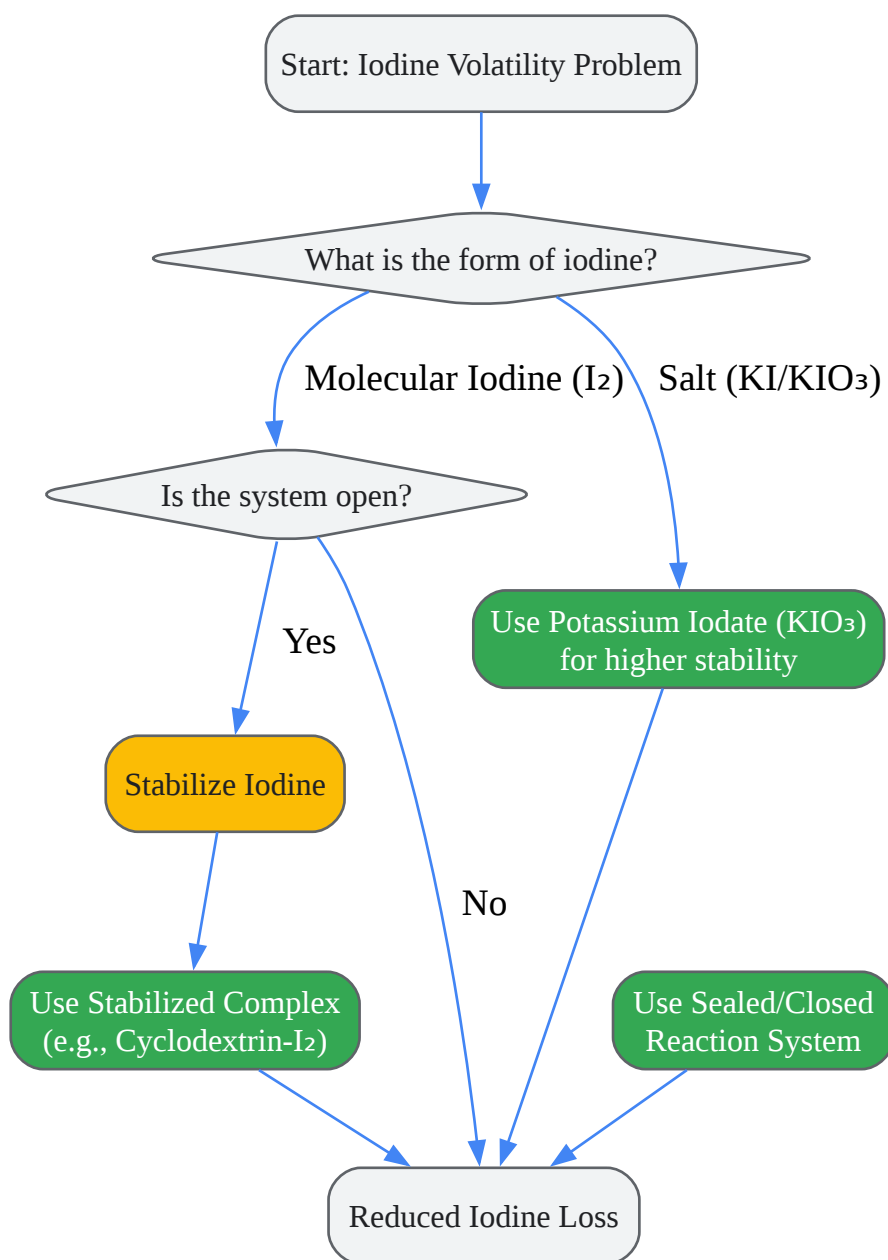 Start: Iodine Volatility Problem
What is the form of iodine?
Molecular Iodine (I₂)
Salt (KI/KIO₃)
Is the system open?
Use Potassium Iodate (KIO₃)
for higher stability
Yes
Stabilize Iodine
No
Use Stabilized Complex
(e.g., Cyclodextrin-I₂)
Use Sealed/Closed
Reaction System
Reduced Iodine Loss